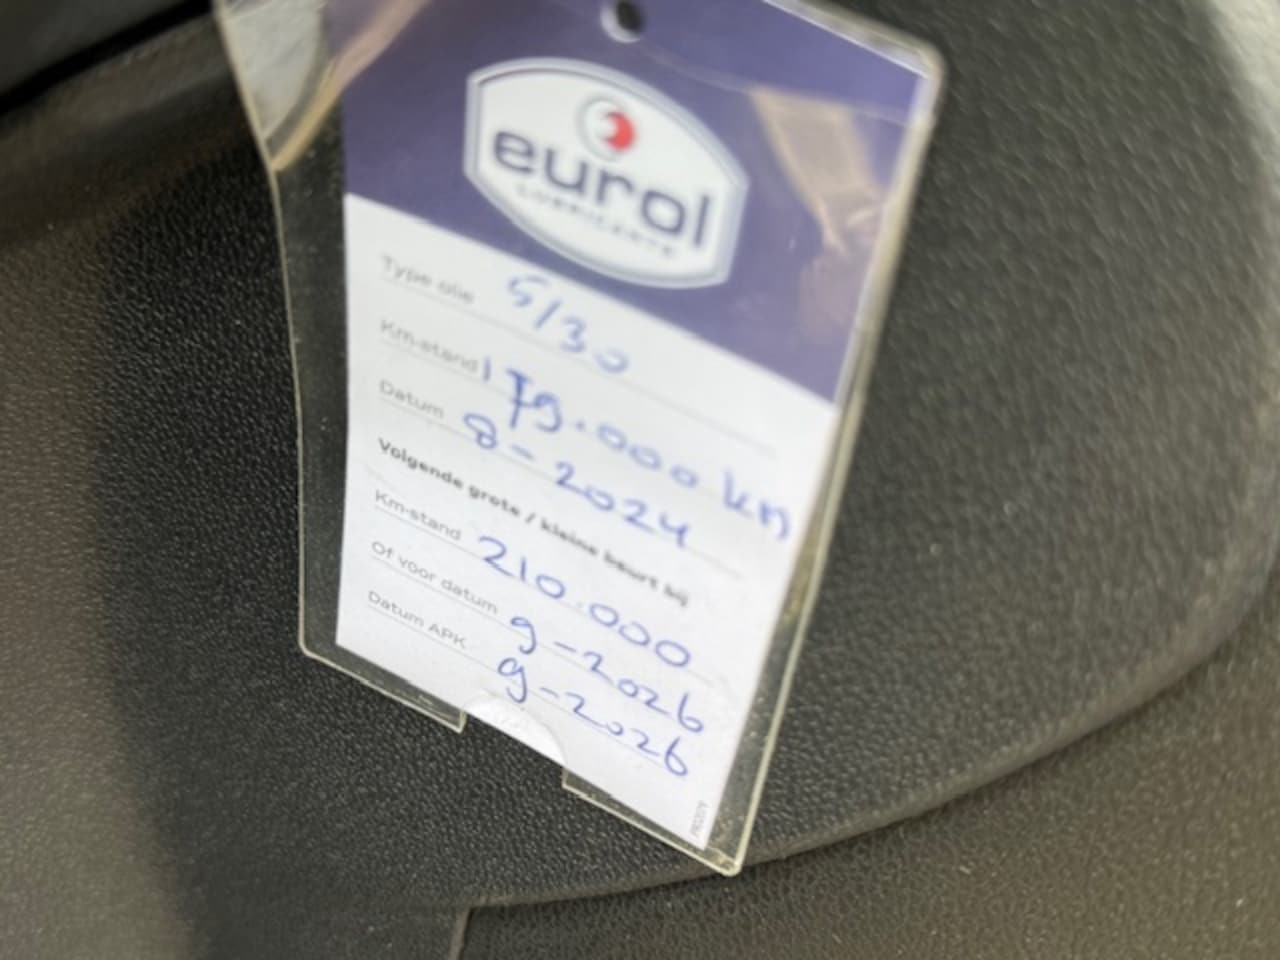 eurol
LUBRICANTS
Type olie 5/30
Km-stand 179.000 km
Datum 8-2024
Volgende grote / kleine beurt bij
Km-stand 210.000
Of voor datum 9-2026
Datum APK 9-2026